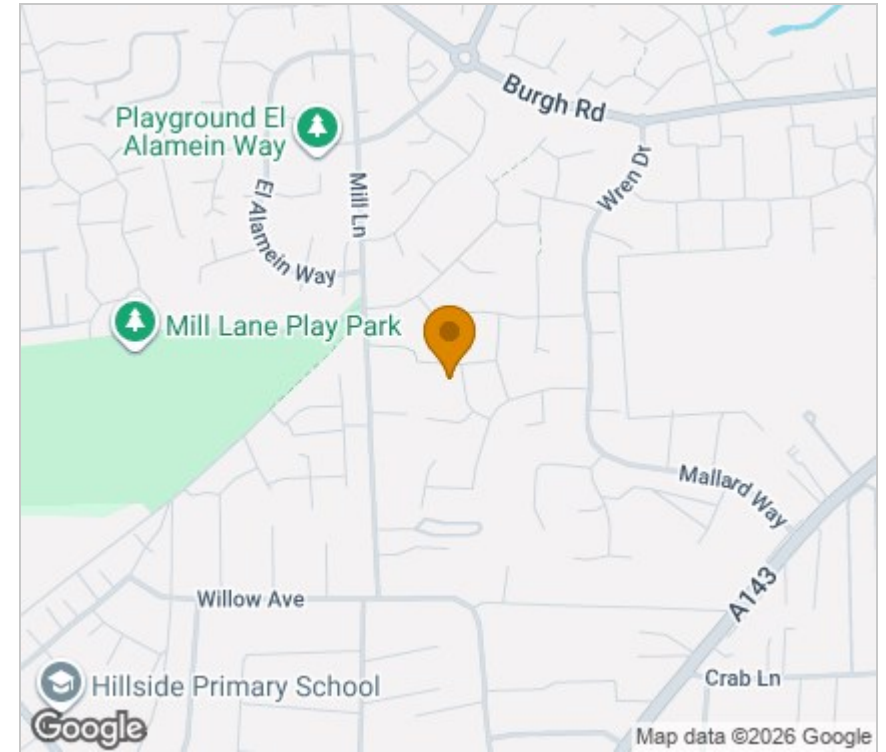 Burgh Rd
Playground El
Alamein Way
Mill Ln
Wren Dr
El Alamein Way
Mill Lane Play Park
Mallard Way
A143
Willow Ave
Crab Ln
Hillside Primary School
Google
Map data ©2026 Google